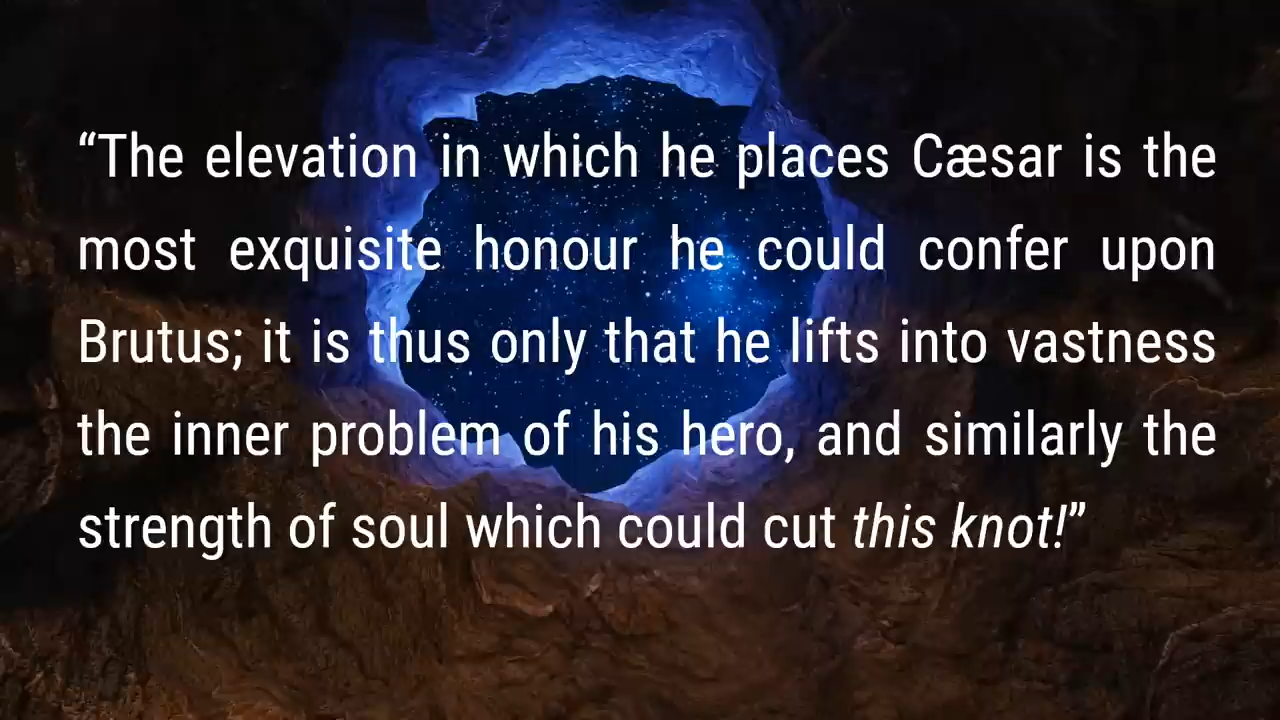 “The elevation in which he places Cæsar is the
most exquisite honour he could confer upon
Brutus; it is thus only that he lifts into vastness
the inner problem of his hero, and similarly the
strength of soul which could cut this knot!”